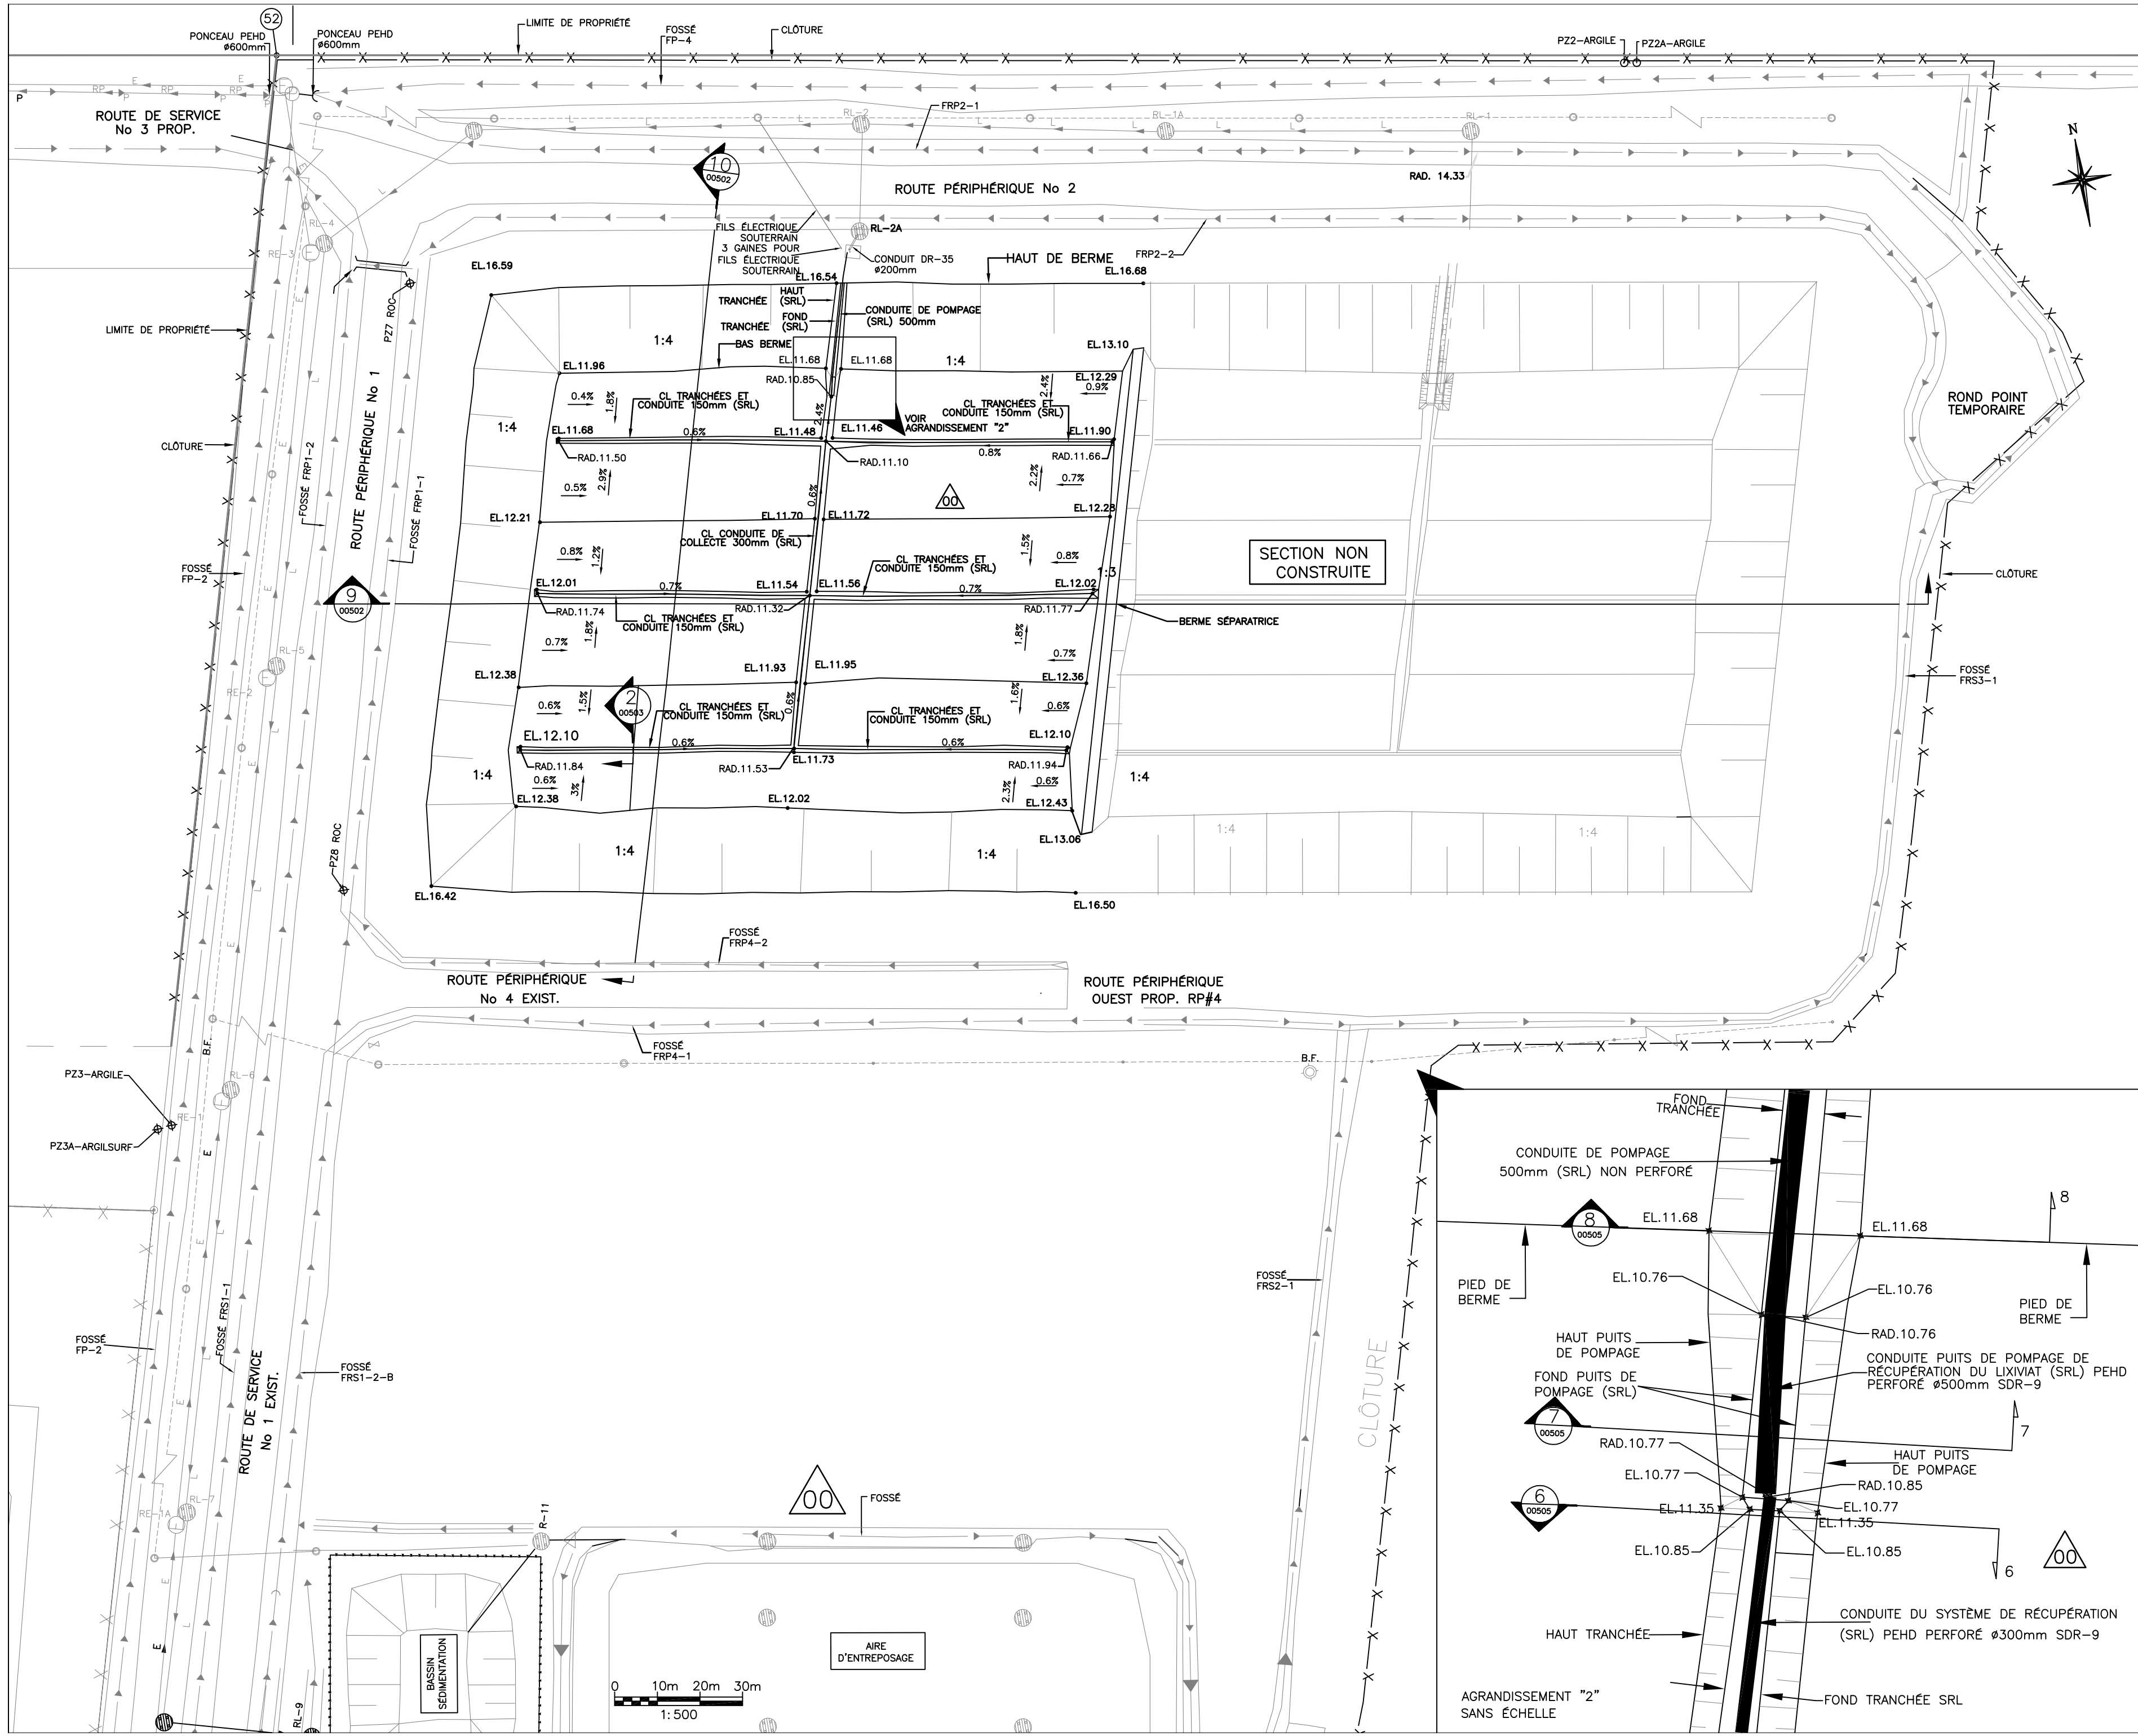 52
PONCEAU PEHD
ø600mm
PONCEAU PEHD
ø600mm
LIMITE DE PROPRIÉTÉ
FOSSÉ
FP-4
CLÔTURE
PZ2-ARGILE
PZ2A-ARGILE
E
E
RP
RP
RP
P
P
P
P
P
ROUTE DE SERVICE
No 3 PROP.
FRP2-1
RL-2
RL-1A
RL-1
L
L
L
L
L
L
L
N
10
00502
ROUTE PÉRIPHÉRIQUE No 2
RAD. 14.33
FILS ÉLECTRIQUE
SOUTERRAIN
3 GAINES POUR
FILS ÉLECTRIQUE
SOUTERRAIN
RL-2A
CONDUIT DR-35
ø200mm
HAUT DE BERME
FRP2-2
RL-4
RE-3
E
EL.16.59
EL.16.54
EL.16.68
HAUT
TRANCHÉE (SRL)
FOND
TRANCHÉE (SRL)
CONDUITE DE POMPAGE
(SRL) 500mm
PZ7 ROC
LIMITE DE PROPRIÉTÉ
1:4
BAS BERME
EL.13.10
EL.11.96
EL.11.68
EL.11.68
1:4
RAD.10.85
EL.12.29
0.4%
1.8%
CL TRANCHÉES ET
CONDUITE 150mm (SRL)
2.4%
2.4%
0.9%
CL TRANCHÉES ET
CONDUITE 150mm (SRL)
VOIR
AGRANDISSEMENT "2"
ROND POINT
TEMPORAIRE
1:4
EL.11.68
0.6%
EL.11.48
EL.11.46
EL.11.90
RAD.11.50
RAD.11.10
0.8%
RAD.11.66
CLÔTURE
FOSSÉ FRP1-2
ROUTE PÉRIPHÉRIQUE No 1
FOSSÉ FRP1-1
0.5%
2.9%
0.6%
00
2.2%
0.7%
EL.12.21
EL.11.70
EL.11.72
EL.12.28
CL CONDUITE DE
COLLECTE 300mm (SRL)
0.8%
1.2%
CL TRANCHÉES ET
CONDUITE 150mm (SRL)
1.5%
0.8%
SECTION NON
CONSTRUITE
FOSSÉ
FP-2
1:3
CLÔTURE
9
00502
EL.12.01
0.7%
EL.11.54
EL.11.56
0.7%
EL.12.02
RAD.11.74
RAD.11.32
RAD.11.77
CL TRANCHÉES ET
CONDUITE 150mm (SRL)
BERME SÉPARATRICE
0.7%
1.8%
1.8%
0.7%
RL-5
RE-2
E
EL.12.38
EL.11.93
EL.11.95
EL.12.36
FOSSÉ
FRS3-1
2
00503
0.6%
1.5%
0.6%
1.6%
0.6%
CL TRANCHÉES ET
CONDUITE 150mm (SRL)
CL TRANCHÉES ET
CONDUITE 150mm (SRL)
EL.12.10
0.6%
0.6%
EL.12.10
RAD.11.84
RAD.11.53
EL.11.73
RAD.11.94
1:4
0.6%
3%
2.3%
0.6%
1:4
EL.12.38
EL.12.02
EL.12.43
EL.13.06
1:4
1:4
1:4
1:4
PZ8 ROC
EL.16.42
EL.16.50
FOSSÉ
FRP4-2
ROUTE PÉRIPHÉRIQUE
No 4 EXIST.
ROUTE PÉRIPHÉRIQUE
OUEST PROP. RP#4
FOSSÉ
FRP4-1
B.F.
B.F.
PZ3-ARGILE
RL-6
E
RE-1
PZ3A-ARGILSURF
E
FOSSÉ
FRS2-1
CLÔTURE
FOSSÉ
FP-2
FOSSÉ FRS1-1
FOSSÉ
FRS1-2-B
ROUTE DE SERVICE
No 1 EXIST.
RL-7
RE-1A
E
R-11
00
FOSSÉ
BASSIN
SÉDIMENTATION
AIRE
D'ENTREPOSAGE
0 10m 20m 30m
1:500
E
RL-9
FOND
TRANCHÉE
CONDUITE DE POMPAGE
500mm (SRL) NON PERFORÉ
8
00505
EL.11.68
EL.11.68
8
PIED DE
BERME
EL.10.76
EL.10.76
PIED DE
BERME
RAD.10.76
HAUT PUITS
DE POMPAGE
CONDUITE PUITS DE POMPAGE DE
RÉCUPÉRATION DU LIXIVIAT (SRL) PEHD
PERFORÉ ø500mm SDR-9
FOND PUITS DE
POMPAGE (SRL)
7
00505
7
RAD.10.77
HAUT PUITS
DE POMPAGE
EL.10.77
RAD.10.85
6
00505
EL.11.35
EL.10.77
EL.11.35
EL.10.85
EL.10.85
00
6
CONDUITE DU SYSTÈME DE RÉCUPÉRATION
(SRL) PEHD PERFORÉ ø300mm SDR-9
HAUT TRANCHÉE
AGRANDISSEMENT "2"
SANS ÉCHELLE
FOND TRANCHÉE SRL